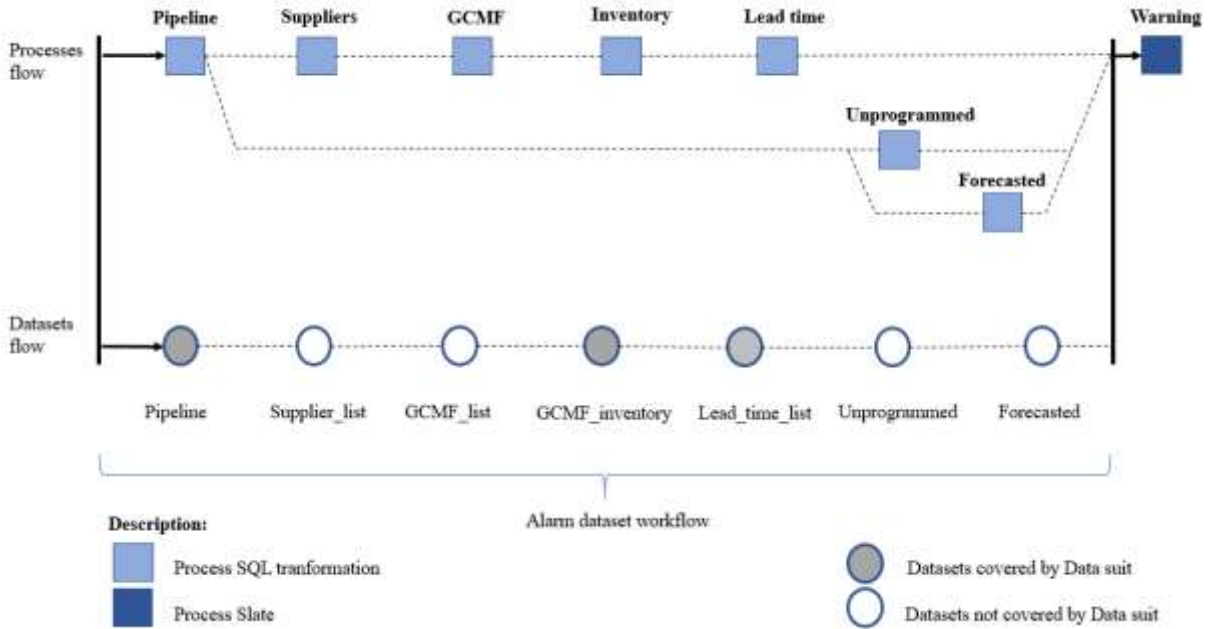 Pipeline Suppliers GCMF Inventory Lead time Warning
Processes
flow
Unprogrammed
Forecasted
Datasets
flow
Pipeline Supplier_list GCMF_list GCMF_inventory Lead_time_list Unprogrammed Forecasted
Alarm dataset workflow
Description:
Process SQL tranformation
Process Slate
Datasets covered by Data suit
Datasets not covered by Data suit